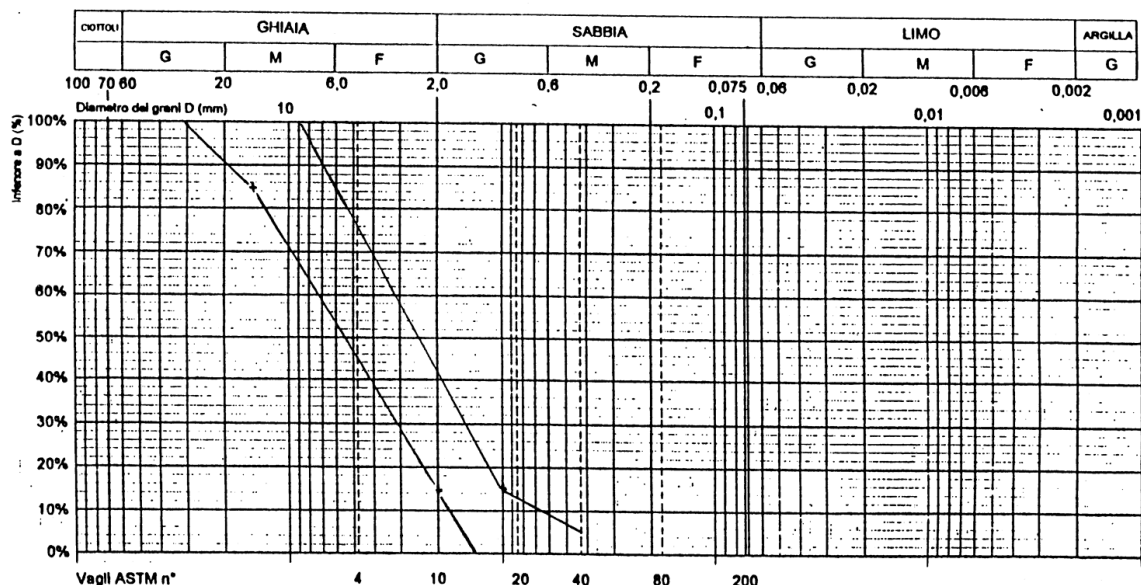 CIOTTOLI GHIAIA SABBIA LIMO ARGILLA
G M F G M F G M F G
100 70 60 20 6,0 2,0 0,6 0,2 0,075 0,06 0,02 0,006 0,002
Diametro dei grani D (mm) 10 1 0,1 0,01 0,001
Inferiore a D (%)
100%
90%
80%
70%
60%
50%
40%
30%
20%
10%
0%
Vagli ASTM n° 4 10 20 40 80 200